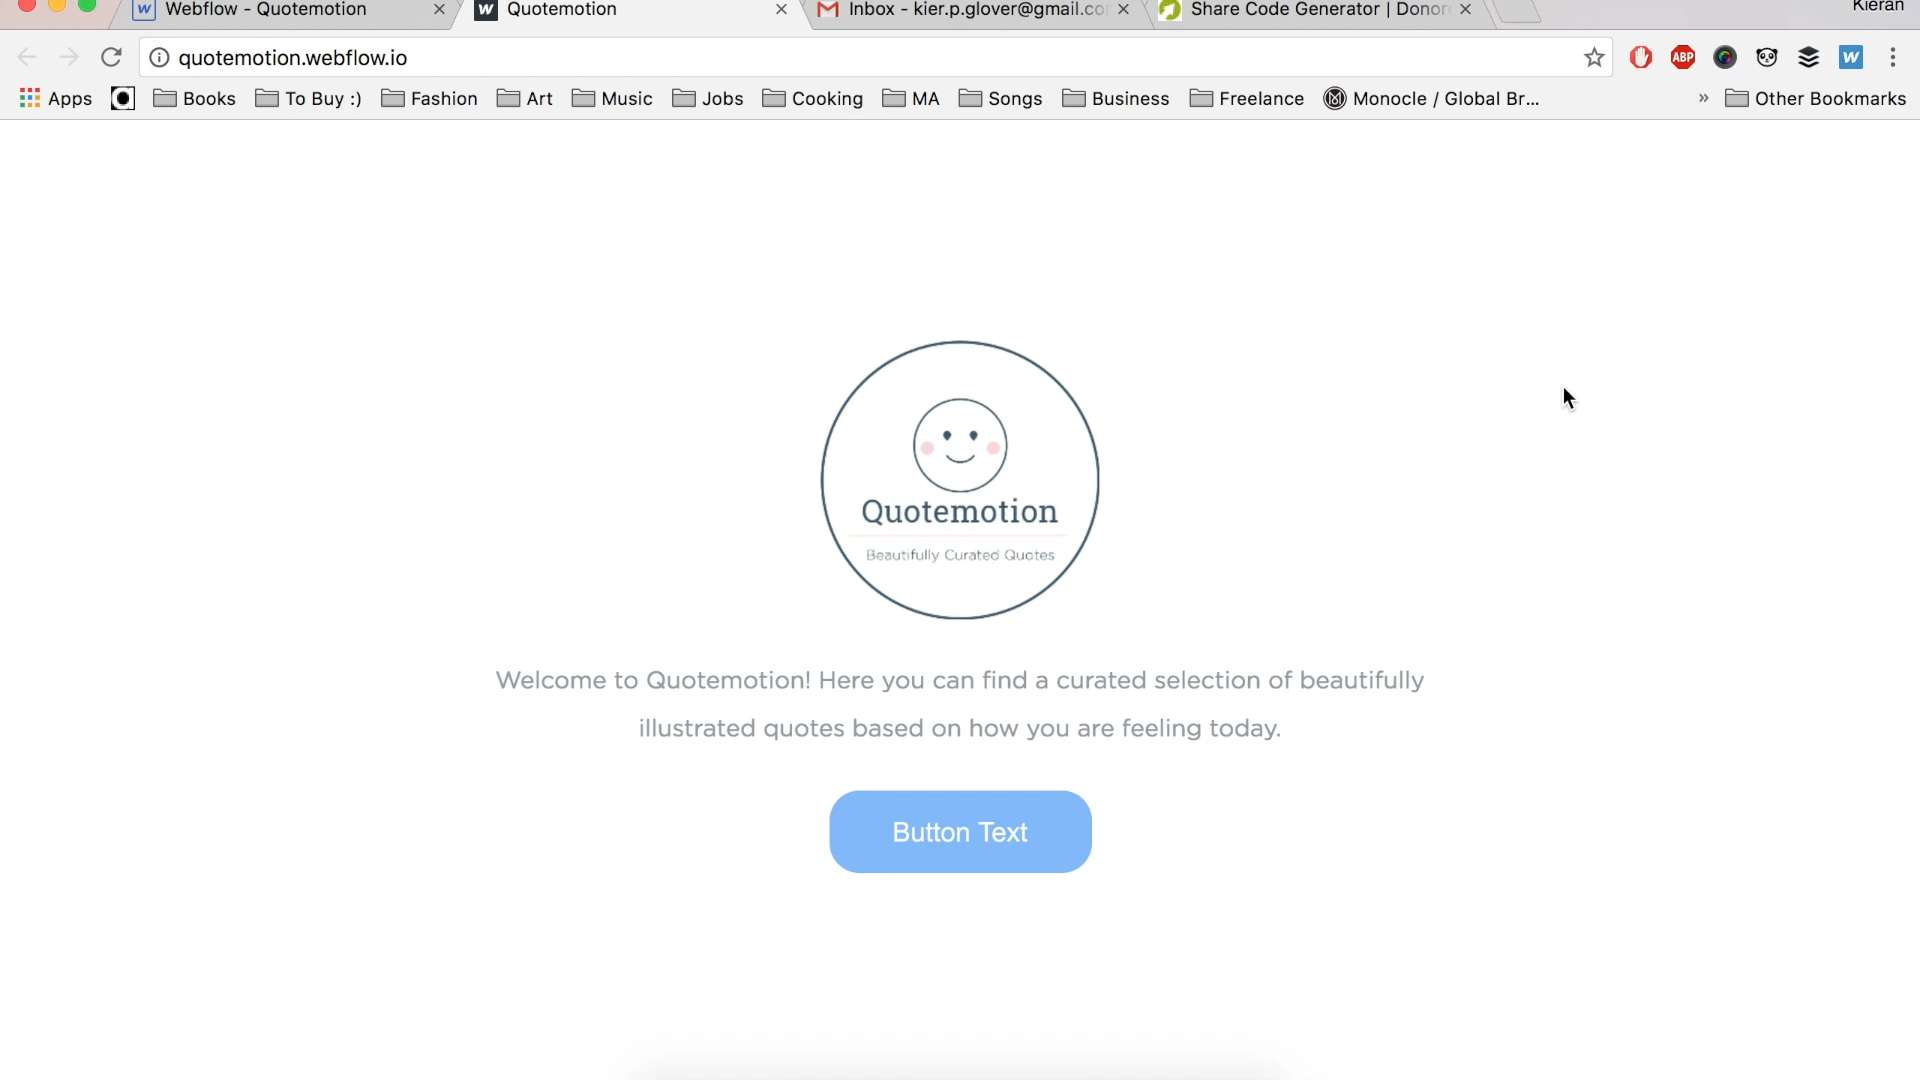 Webflow - Quotemotion
Quotemotion
Inbox - kier.p.glover@gmail.co
Share Code Generator | Donor
Kieran
quotemotion.webflow.io
ABP
W
Apps
Books
To Buy :)
Fashion
Art
Music
Jobs
Cooking
MA
Songs
Business
Freelance
Monocle / Global Br...
»
Other Bookmarks
Quotemotion
Beautifully Curated Quotes
Welcome to Quotemotion! Here you can find a curated selection of beautifully
illustrated quotes based on how you are feeling today.
Button Text